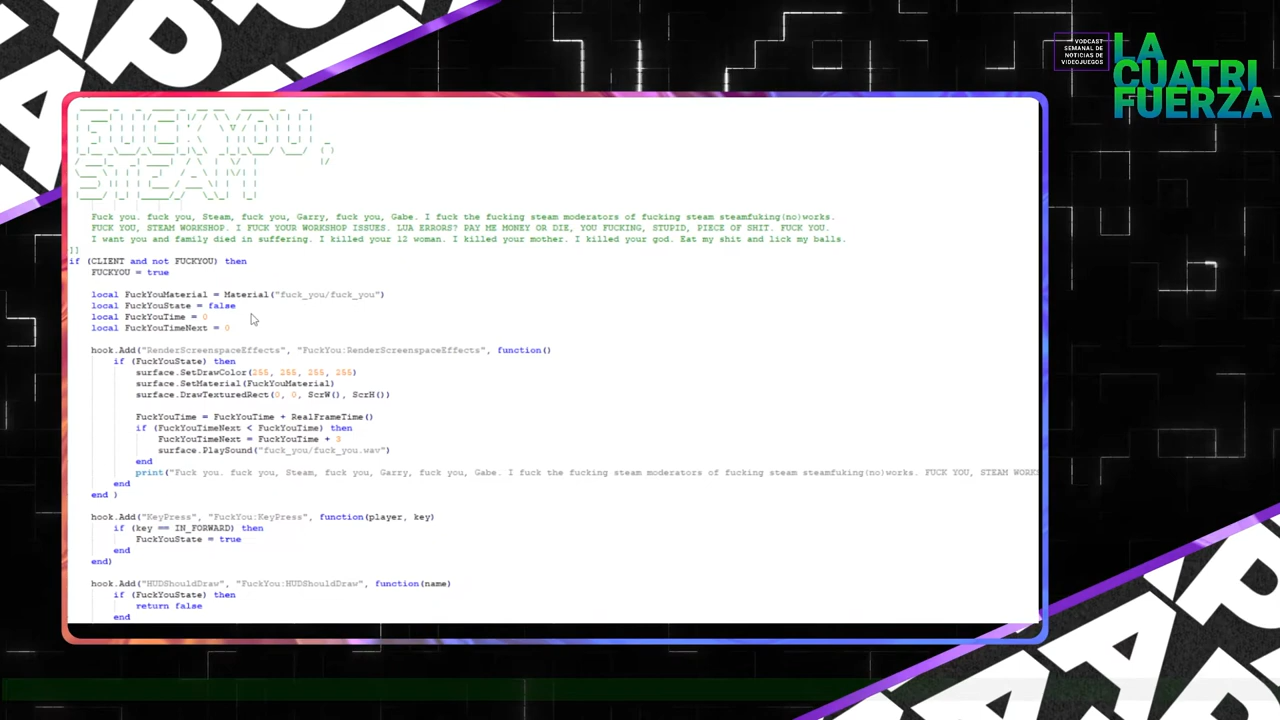 VODCAST
SEMANAL DE
NOTICIAS DE
VIDEOJUEGOS
LA
CUATRI
FUERZA
FUCK YOU,
STEAM
Fuck you. fuck you, Steam, fuck you, Garry, fuck you, Gabe. I fuck the fucking steam moderators of fucking steam steamfuking(no)works.
FUCK YOU, STEAM WORKSHOP. I FUCK YOUR WORKSHOP ISSUES. LUA ERRORS? PAY ME MONEY OR DIE, YOU FUCKING, STUPID, PIECE OF SHIT. FUCK YOU.
I want you and family died in suffering. I killed your 12 woman. I killed your mother. I killed your god. Eat my shit and lick my balls.
]]
if (CLIENT and not FUCKYOU) then
FUCKYOU = true
local FuckYouMaterial = Material("fuck_you/fuck_you")
local FuckYouState = false
local FuckYouTime = 0
local FuckYouTimeNext = 0
hook.Add("RenderScreenspaceEffects", "FuckYou:RenderScreenspaceEffects", function()
if (FuckYouState) then
surface.SetDrawColor(255, 255, 255, 255)
surface.SetMaterial(FuckYouMaterial)
surface.DrawTexturedRect(0, 0, ScrW(), ScrH())
FuckYouTime = FuckYouTime + RealFrameTime()
if (FuckYouTimeNext < FuckYouTime) then
FuckYouTimeNext = FuckYouTime + 3
surface.PlaySound("fuck_you/fuck_you.wav")
end
print("Fuck you. fuck you, Steam, fuck you, Garry, fuck you, Gabe. I fuck the fucking steam moderators of fucking steam steamfuking(no)works. FUCK YOU, STEAM WORK
end
end )
hook.Add("KeyPress", "FuckYou:KeyPress", function(player, key)
if (key == IN_FORWARD) then
FuckYouState = true
end
end)
hook.Add("HUDShouldDraw", "FuckYou:HUDShouldDraw", function(name)
if (FuckYouState) then
return false
end